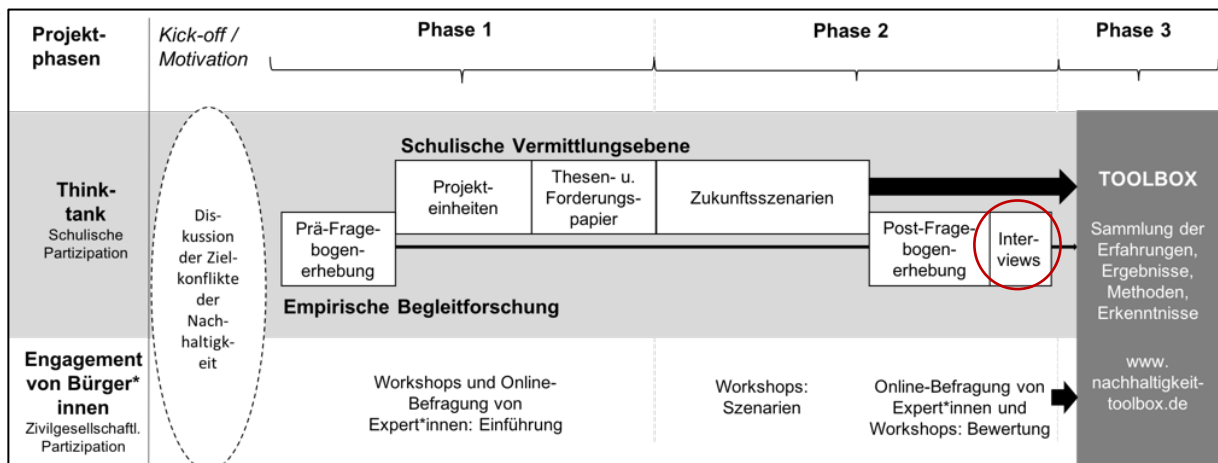 Projekt-
phasen
Kick-off /
Motivation
Phase 1
Phase 2
Phase 3
Think-
tank
Schulische
Partizipation
Dis-
kussion
der Ziel-
konflikte
der
Nach-
haltigk-
eit
Schulische Vermittlungsebene
Projekt-
einheiten
Thesen- u.
Forderungs-
papier
Zukunftsszenarien
Prä-Frage-
bogen-
erhebung
Post-Frage-
bogen-
erhebung
Inter-
views
Empirische Begleitforschung
TOOLBOX
Sammlung der
Erfahrungen,
Ergebnisse,
Methoden,
Erkenntnisse
www.
nachhaltigkeit-
toolbox.de
Engagement
von Bürger*
innen
Zivilgesellschaftl.
Partizipation
Workshops und Online-
Befragung von
Expert*innen: Einführung
Workshops:
Szenarien
Online-Befragung von
Expert*innen und
Workshops: Bewertung